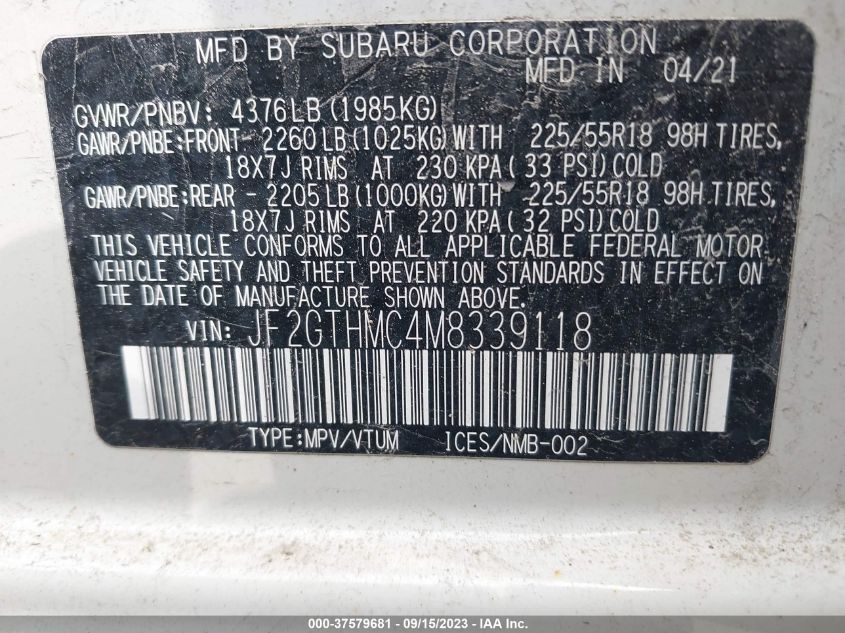 MFD BY SUBARU CORPORATION
MFD IN 04/21
GVWR/PNBV: 4376LB (1985KG)
GAWR/PNBE:FRONT- 2260 LB (1025KG) WITH 225/55R18 98H TIRES,
18X7J RIMS AT 230 KPA ( 33 PSI) COLD
GAWR/PNBE:REAR - 2205 LB (1000KG) WITH 225/55R18 98H TIRES,
18X7J RIMS AT 220 KPA ( 32 PSI) COLD
THIS VEHICLE CONFORMS TO ALL APPLICABLE FEDERAL MOTOR
VEHICLE SAFETY AND THEFT PREVENTION STANDARDS IN EFFECT ON
THE DATE OF MANUFACTURE SHOWN ABOVE.
VIN: JF2GTHMC4M8339118
TYPE:MPV/VTUM ICES/NMB-002
000-37579681 - 09/15/2023 - IAA Inc.